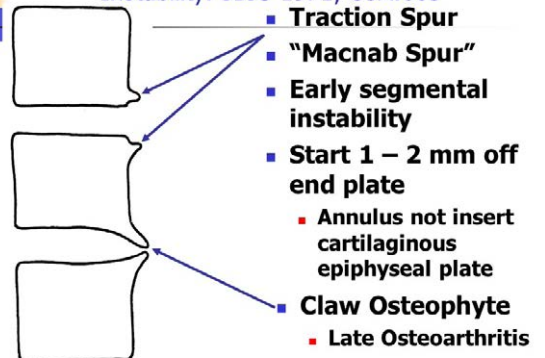 Traction Spur
“Macnab Spur”
Early segmental
instability
Start 1 – 2 mm off
end plate
Annulus not insert
cartilaginous
epiphyseal plate
Claw Osteophyte
Late Osteoarthritis